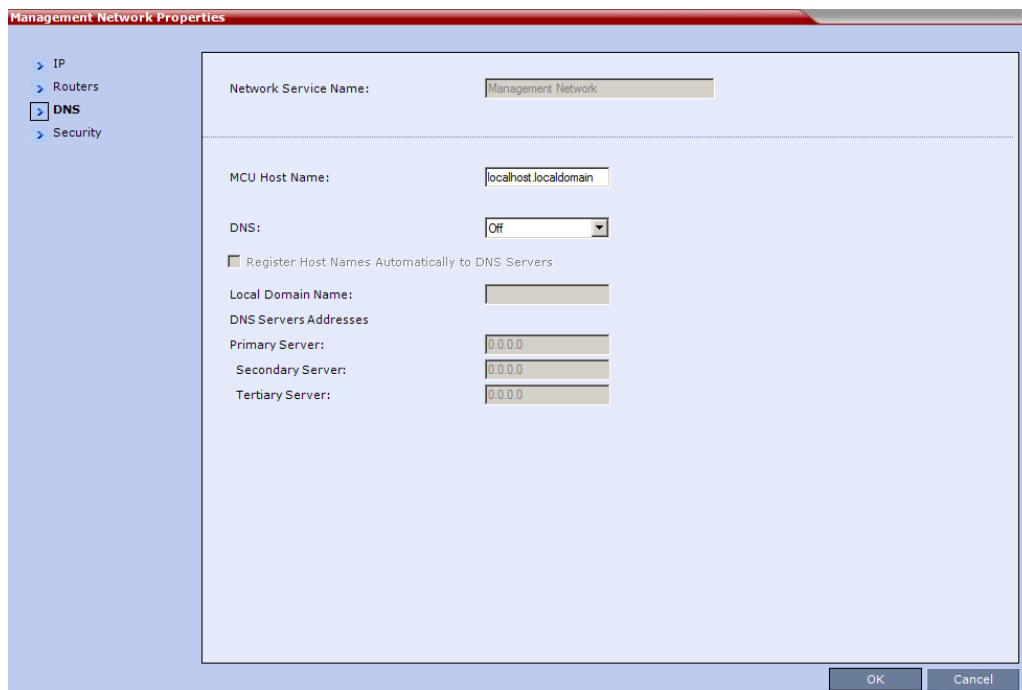 Management Network Properties
IP
Routers
DNS
Security
Network Service Name: Management Network
MCU Host Name: localhost.localdomain
DNS: Off
Register Host Names Automatically to DNS Servers
Local Domain Name:
DNS Servers Addresses
Primary Server: 0.0.0.0
Secondary Server: 0.0.0.0
Tertiary Server: 0.0.0.0
OK Cancel